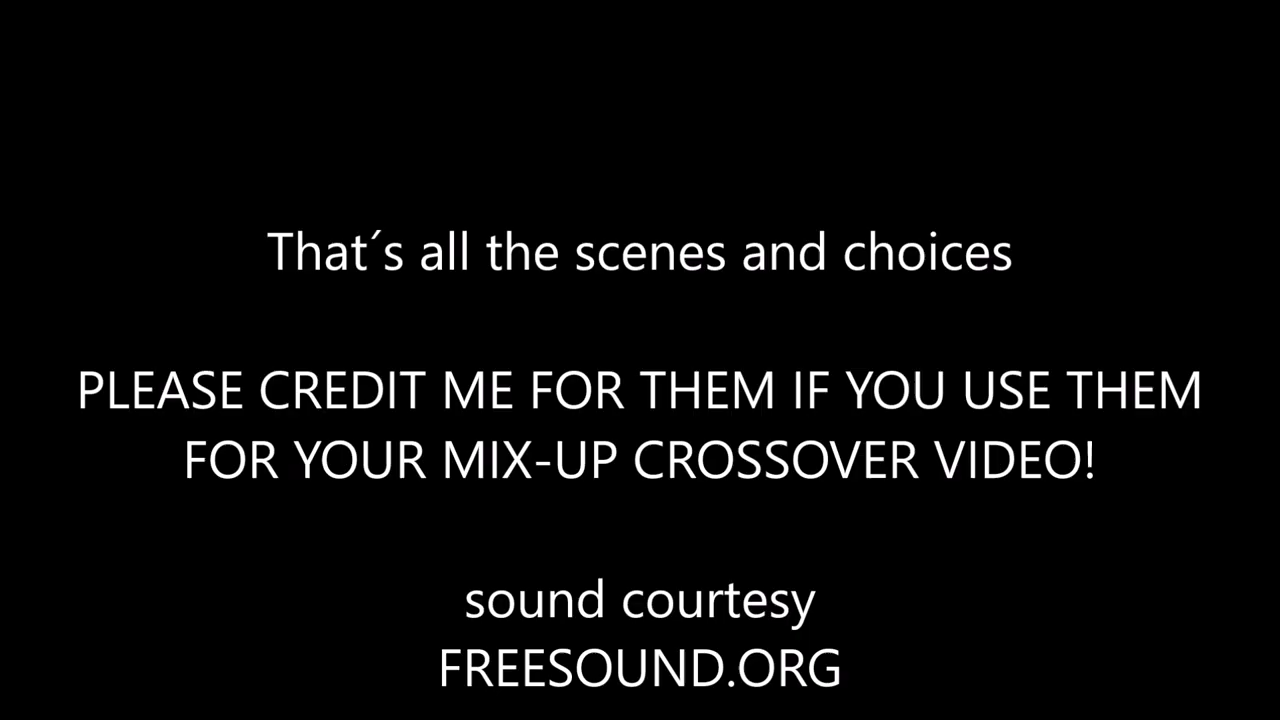 That´s all the scenes and choices
PLEASE CREDIT ME FOR THEM IF YOU USE THEM
FOR YOUR MIX-UP CROSSOVER VIDEO!
sound courtesy
FREESOUND.ORG